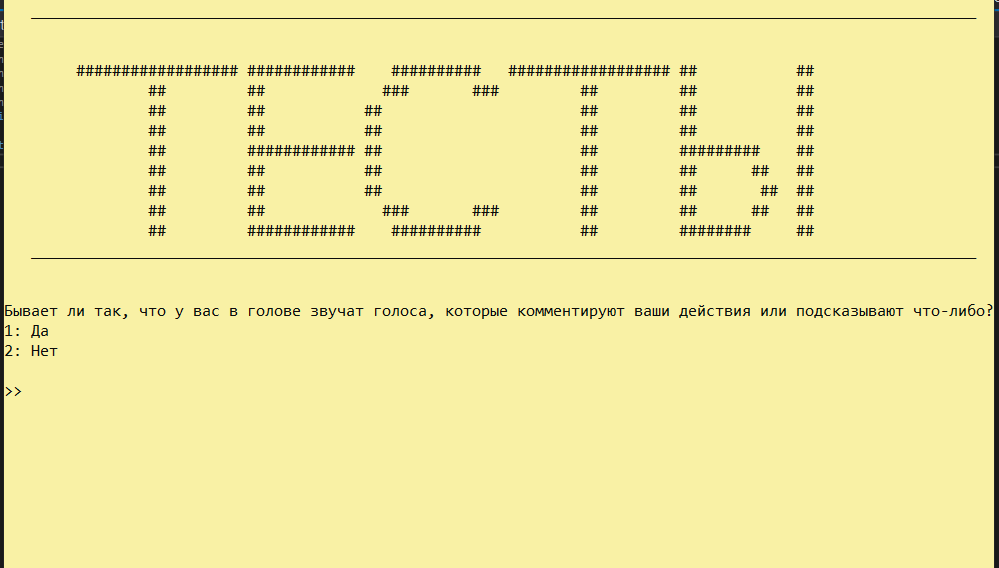 ТЕСТЫ
Бывает ли так, что у вас в голове звучат голоса, которые комментируют ваши действия или подсказывают что-либо?
1: Да
2: Нет
>>